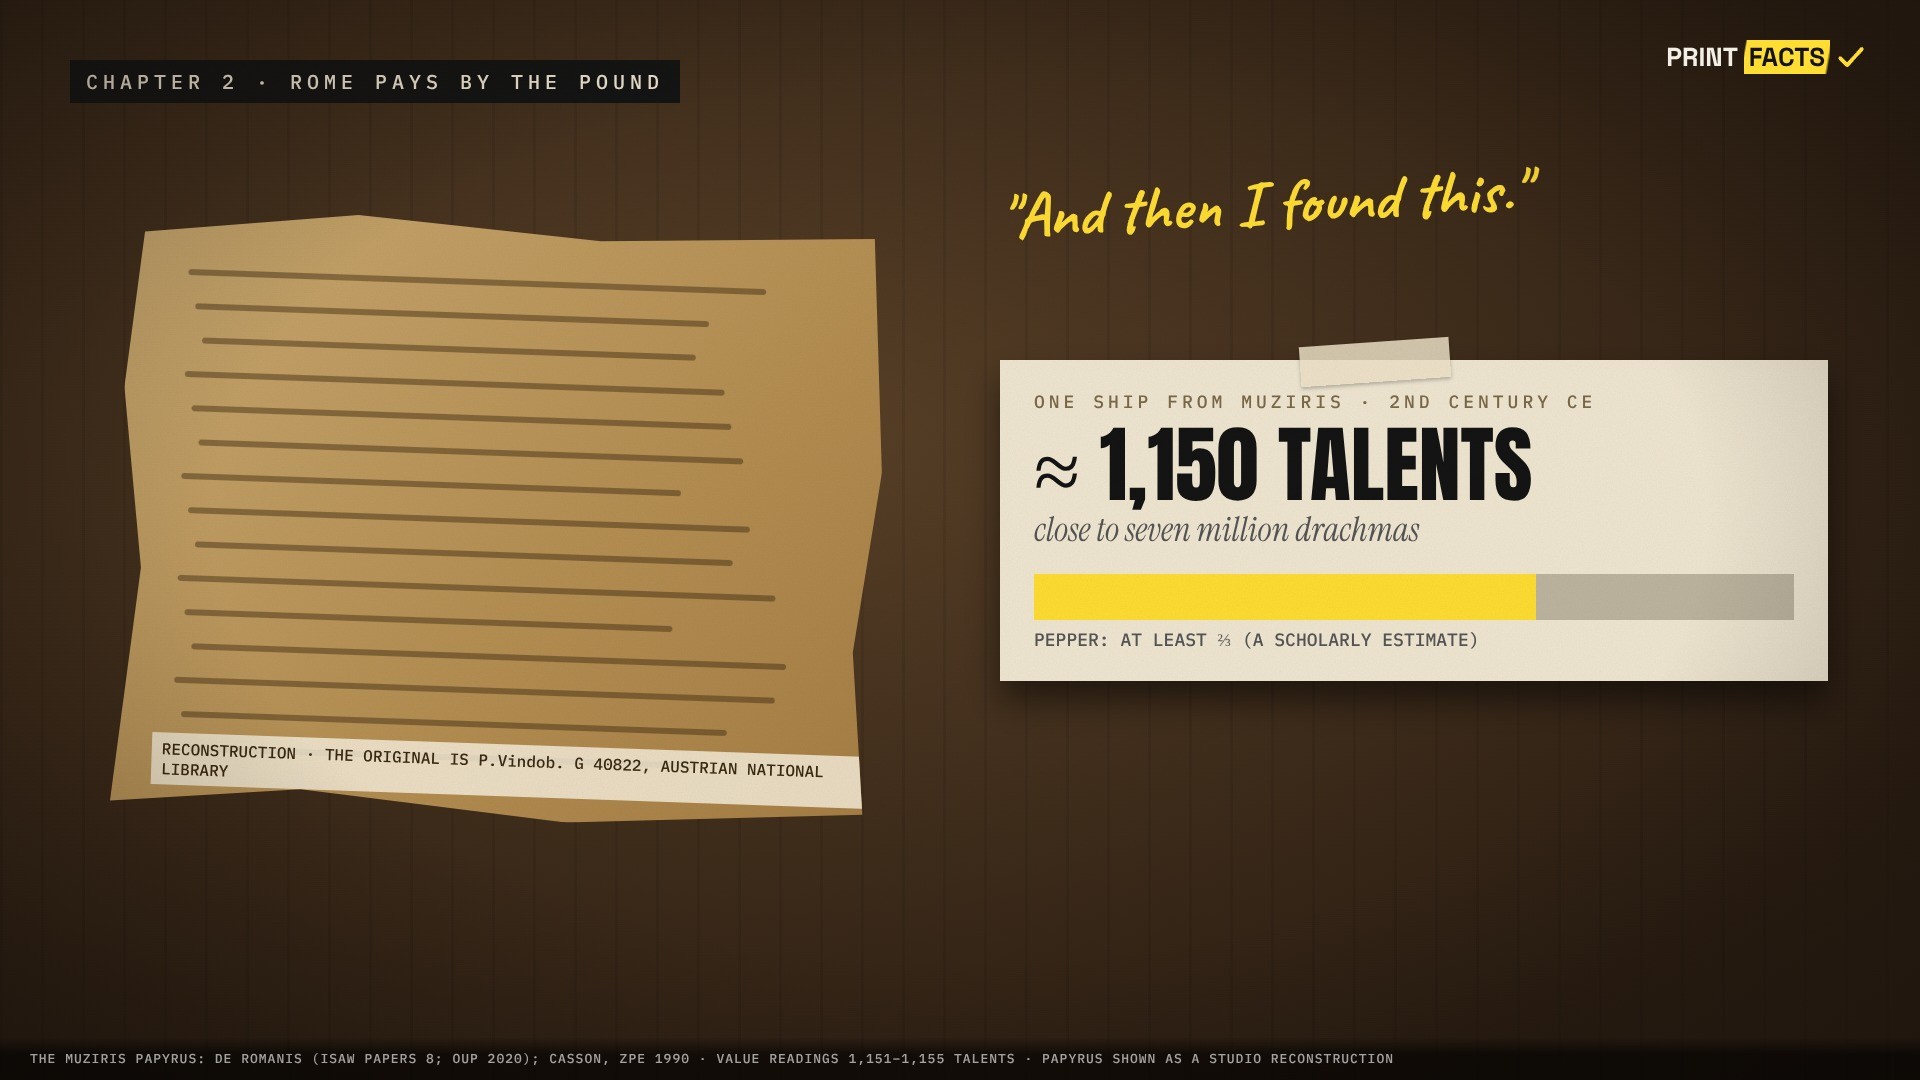 CHAPTER 2 · ROME PAYS BY THE POUND
PRINT FACTS
"And then I found this."
ONE SHIP FROM MUZIRIS · 2ND CENTURY CE
≈ 1,150 TALENTS
close to seven million drachmas
PEPPER: AT LEAST ⅔ (A SCHOLARLY ESTIMATE)
RECONSTRUCTION · THE ORIGINAL IS P.Vindob. G 40822, AUSTRIAN NATIONAL
LIBRARY
THE MUZIRIS PAPYRUS: DE ROMANIS (ISAW PAPERS 8; OUP 2020); CASSON, ZPE 1990 · VALUE READINGS 1,151–1,155 TALENTS · PAPYRUS SHOWN AS A STUDIO RECONSTRUCTION